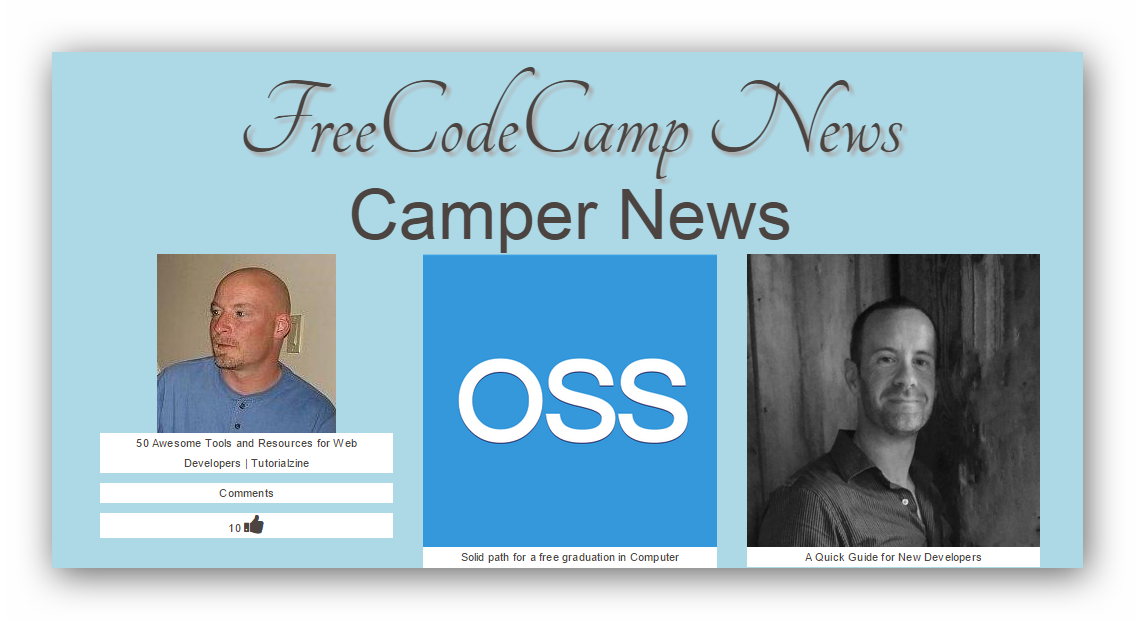 FreeCodeCamp News
Camper News
OSS
50 Awesome Tools and Resources for Web
Developers | Tutorialzine
Comments
10
Solid path for a free graduation in Computer
A Quick Guide for New Developers